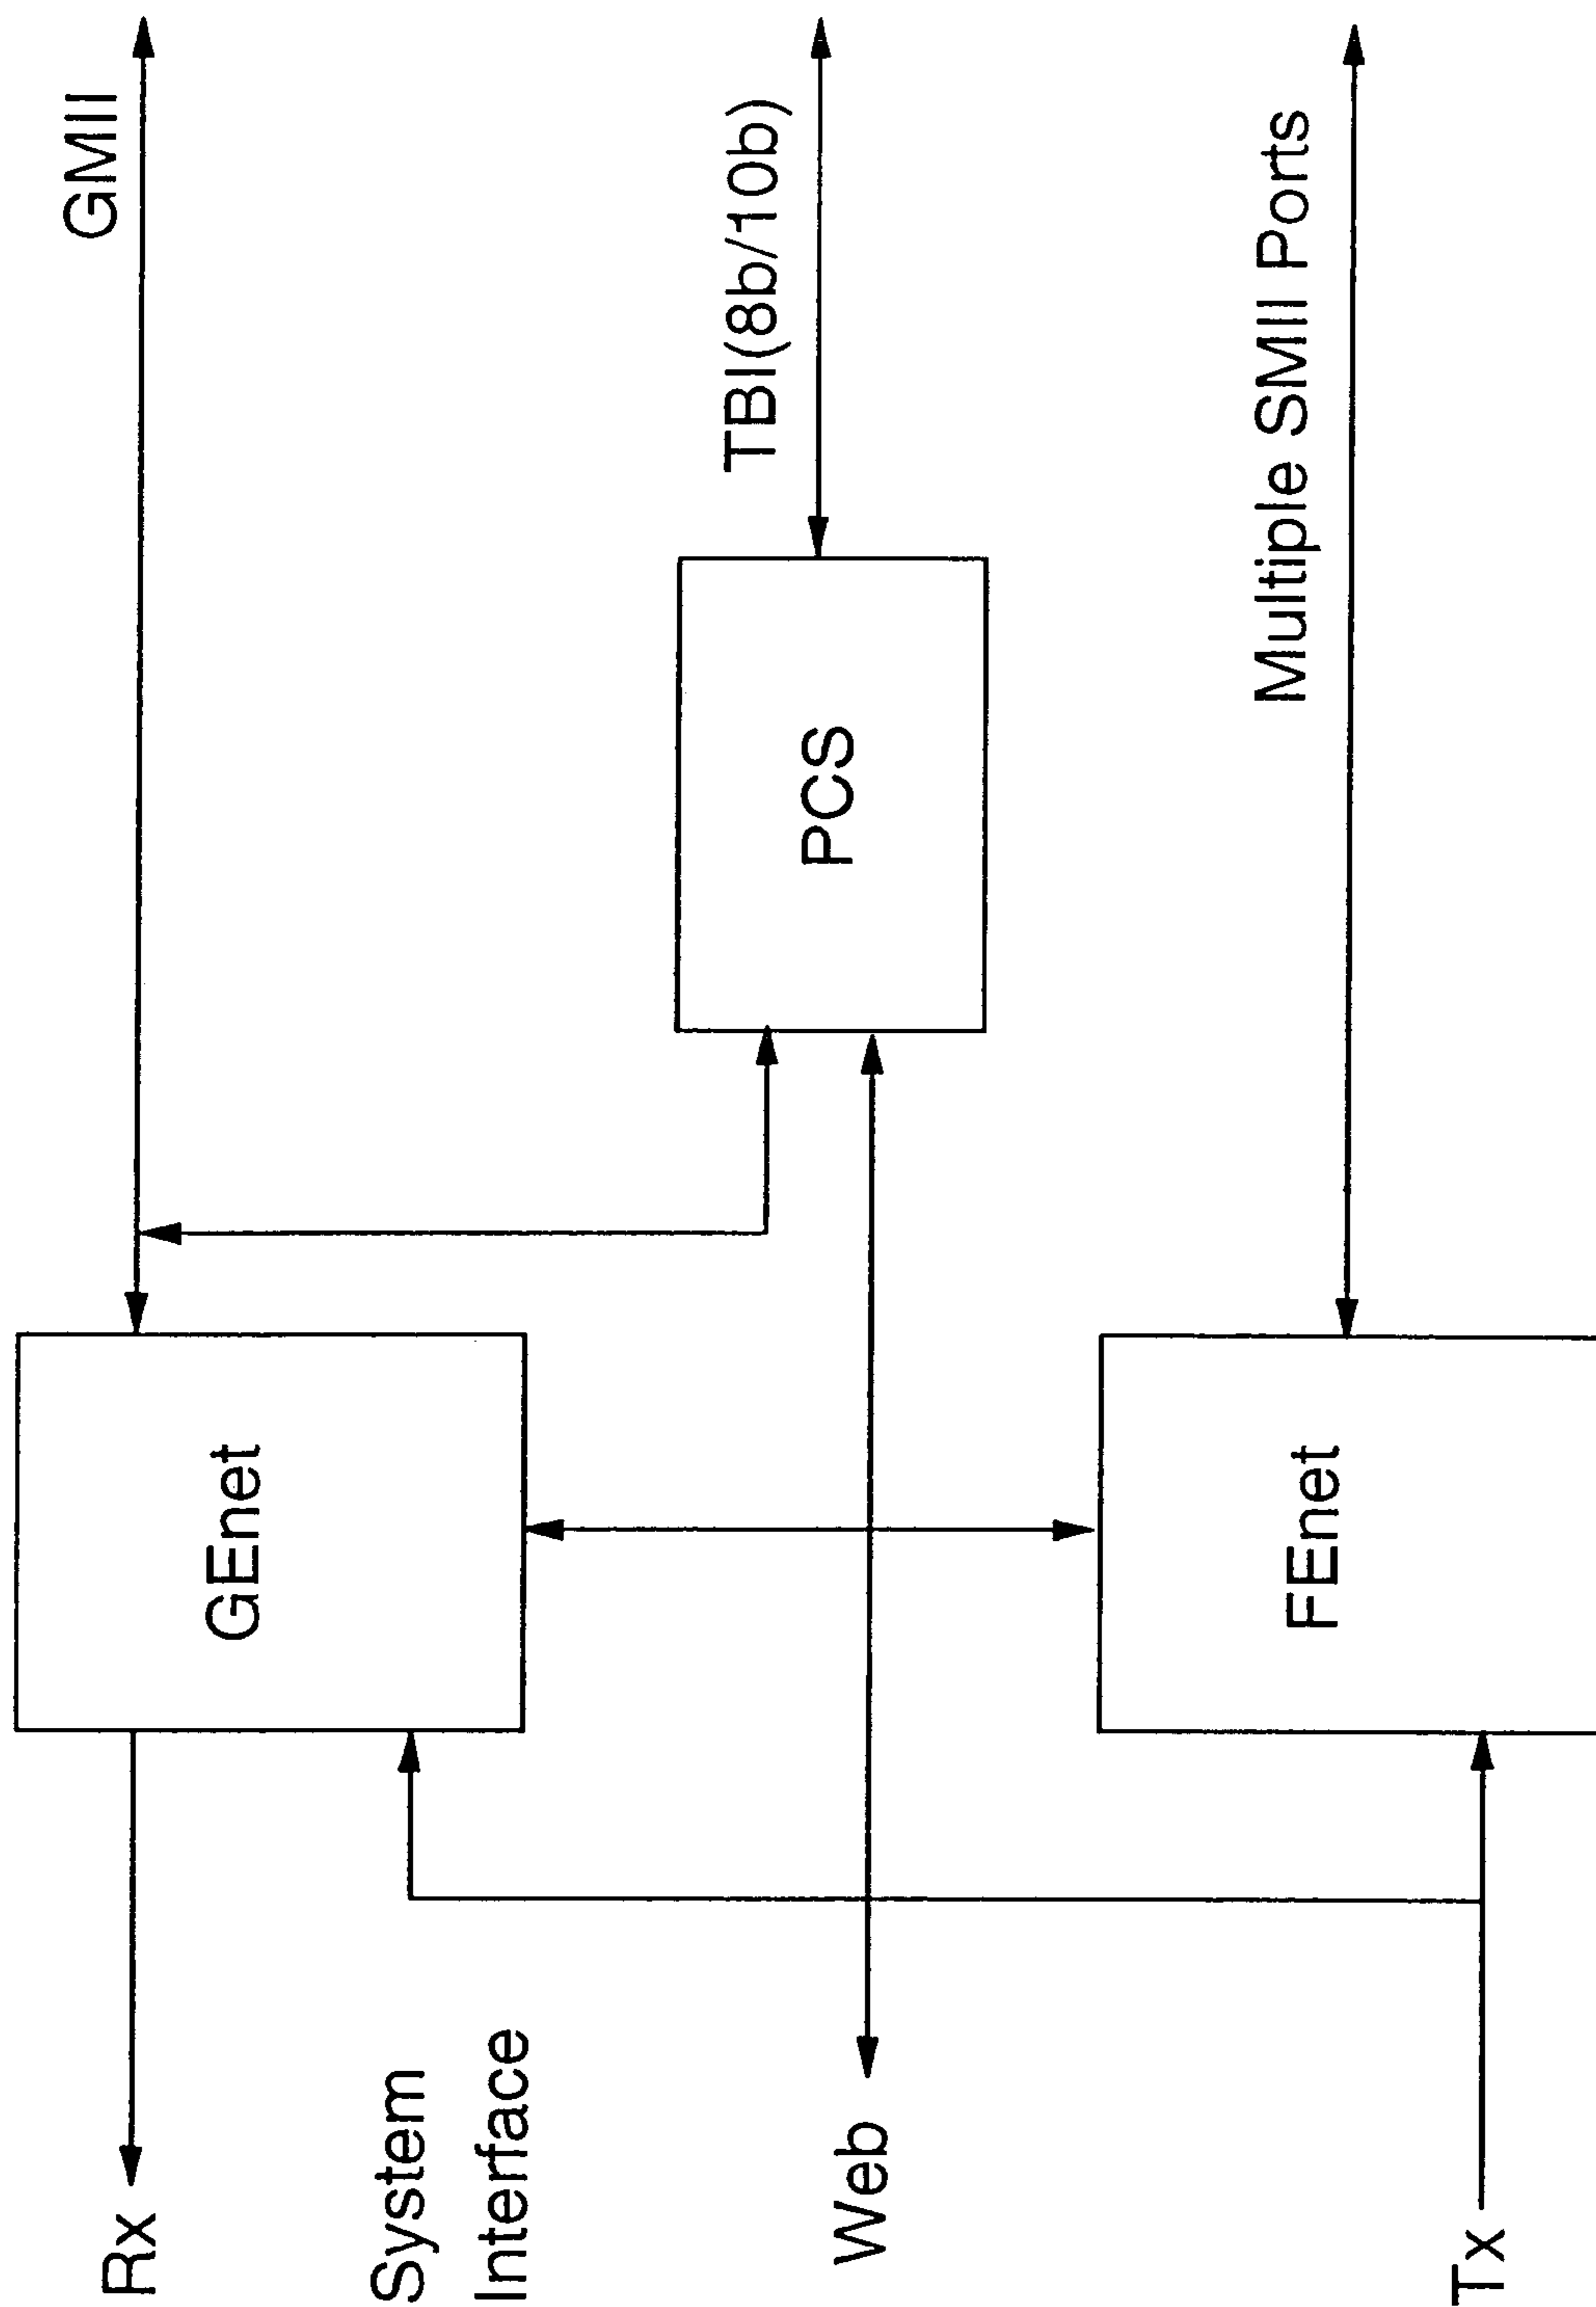 Rx
GEnet
GMII
System
Interface
PCS
TBI(8b/10b)
Web
Tx
FEnet
Multiple SMII Ports